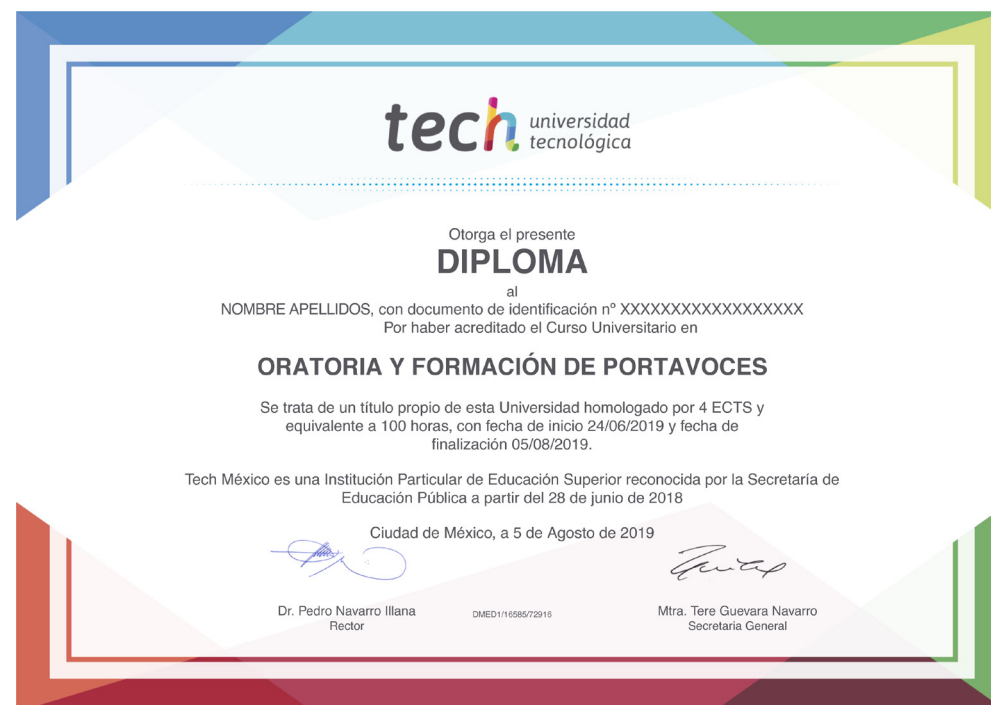 tech universidad
tecnológica
Otorga el presente
DIPLOMA
al
NOMBRE APELLIDOS, con documento de identificación nº XXXXXXXXXXXXXXXXXX
Por haber acreditado el Curso Universitario en
ORATORIA Y FORMACIÓN DE PORTAVOCES
Se trata de un título propio de esta Universidad homologado por 4 ECTS y
equivalente a 100 horas, con fecha de inicio 24/06/2019 y fecha de
finalización 05/08/2019.
Tech México es una Institución Particular de Educación Superior reconocida por la Secretaría de
Educación Pública a partir del 28 de junio de 2018
Ciudad de México, a 5 de Agosto de 2019
Dr. Pedro Navarro Illana
Rector
DMED1/16585/72916
Mtra. Tere Guevara Navarro
Secretaria General